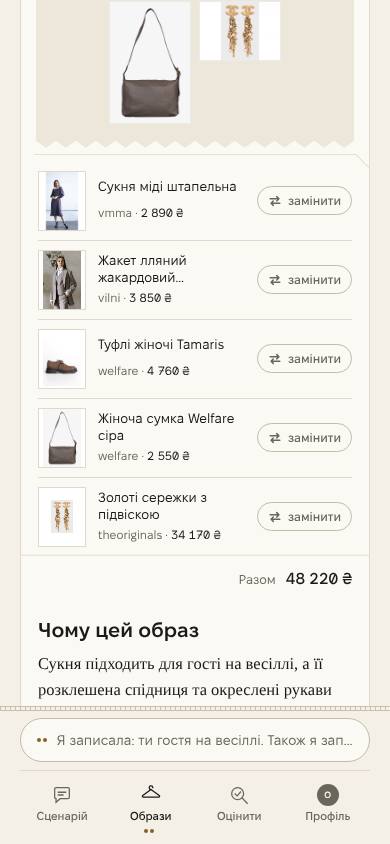 Сукня міді штапельна
vmma · 2 890 ₴
замінити
Жакет лляний
жакардовий...
vilni · 3 850 ₴
замінити
Туфлі жіночі Tamaris
welfare · 4 760 ₴
замінити
Жіноча сумка Welfare
сіра
welfare · 2 550 ₴
замінити
Золоті сережки з
підвіскою
theoriginals · 34 170 ₴
замінити
Разом 48 220 ₴
Чому цей образ
Сукня підходить для гості на весіллі, а її
розклешена спідниця та окреслені рукави
Я записала: ти гостя на весіллі. Також я зап...
Сценарій
Образи
Оцінити
О
Профіль